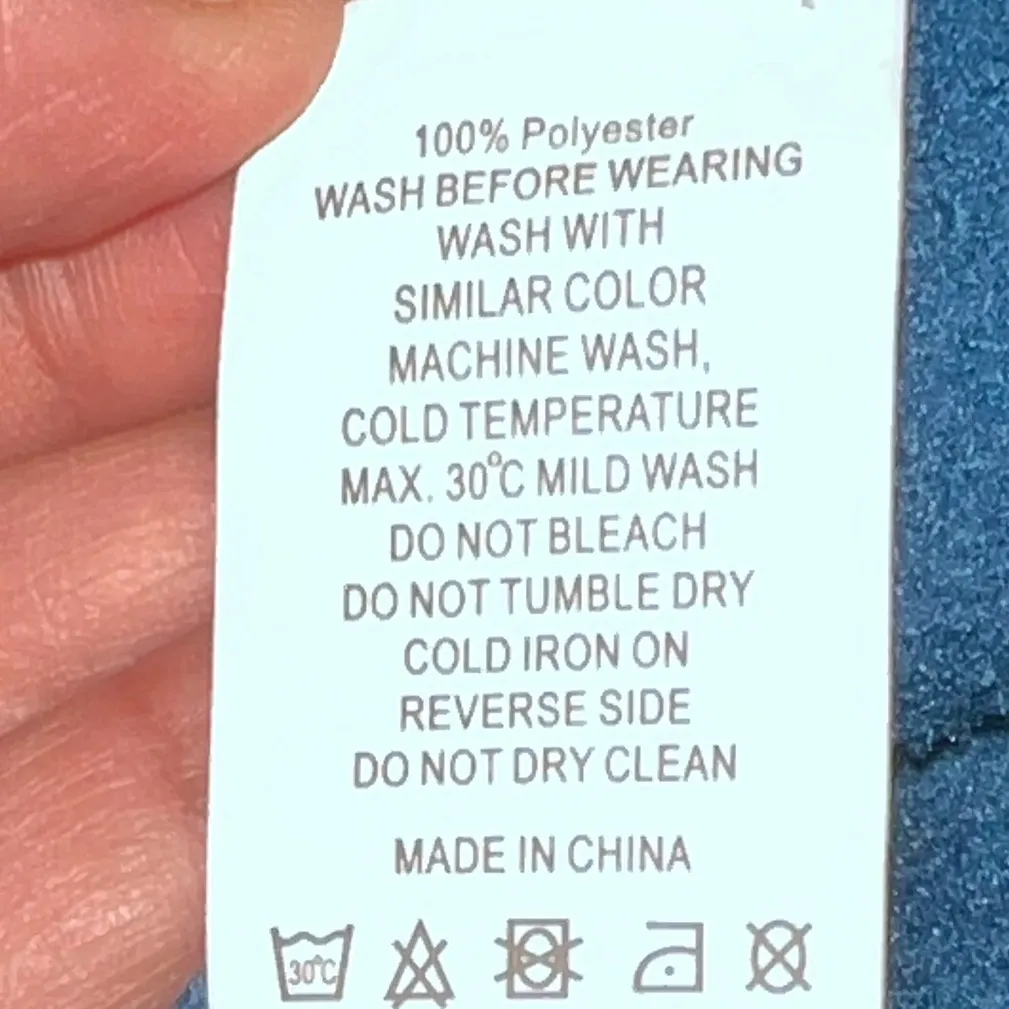 100% Polyester
WASH BEFORE WEARING
WASH WITH
SIMILAR COLOR
MACHINE WASH,
COLD TEMPERATURE
MAX. 30°C MILD WASH
DO NOT BLEACH
DO NOT TUMBLE DRY
COLD IRON ON
REVERSE SIDE
DO NOT DRY CLEAN
MADE IN CHINA
30°C